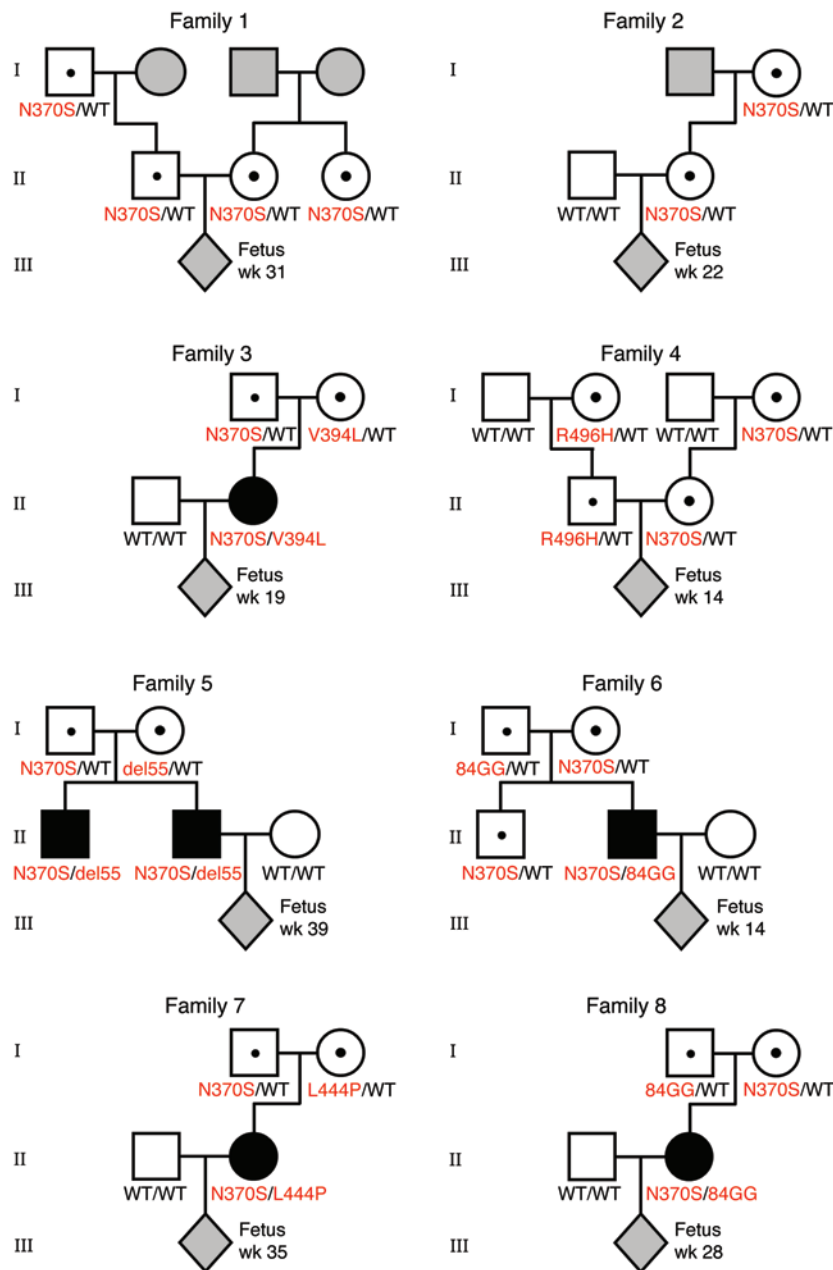 Family 1
I
N370S/WT
II
N370S/WT N370S/WT N370S/WT
III
Fetus
wk 31
Family 2
I
N370S/WT
II
WT/WT N370S/WT
III
Fetus
wk 22
Family 3
I
N370S/WT V394L/WT
II
WT/WT N370S/V394L
III
Fetus
wk 19
Family 4
I
WT/WT R496H/WT WT/WT N370S/WT
II
R496H/WT N370S/WT
III
Fetus
wk 14
Family 5
I
N370S/WT del55/WT
II
N370S/del55 N370S/del55 WT/WT
III
Fetus
wk 39
Family 6
I
84GG/WT N370S/WT
II
N370S/WT N370S/84GG WT/WT
III
Fetus
wk 14
Family 7
I
N370S/WT L444P/WT
II
WT/WT N370S/L444P
III
Fetus
wk 35
Family 8
I
84GG/WT N370S/WT
II
WT/WT N370S/84GG
III
Fetus
wk 28